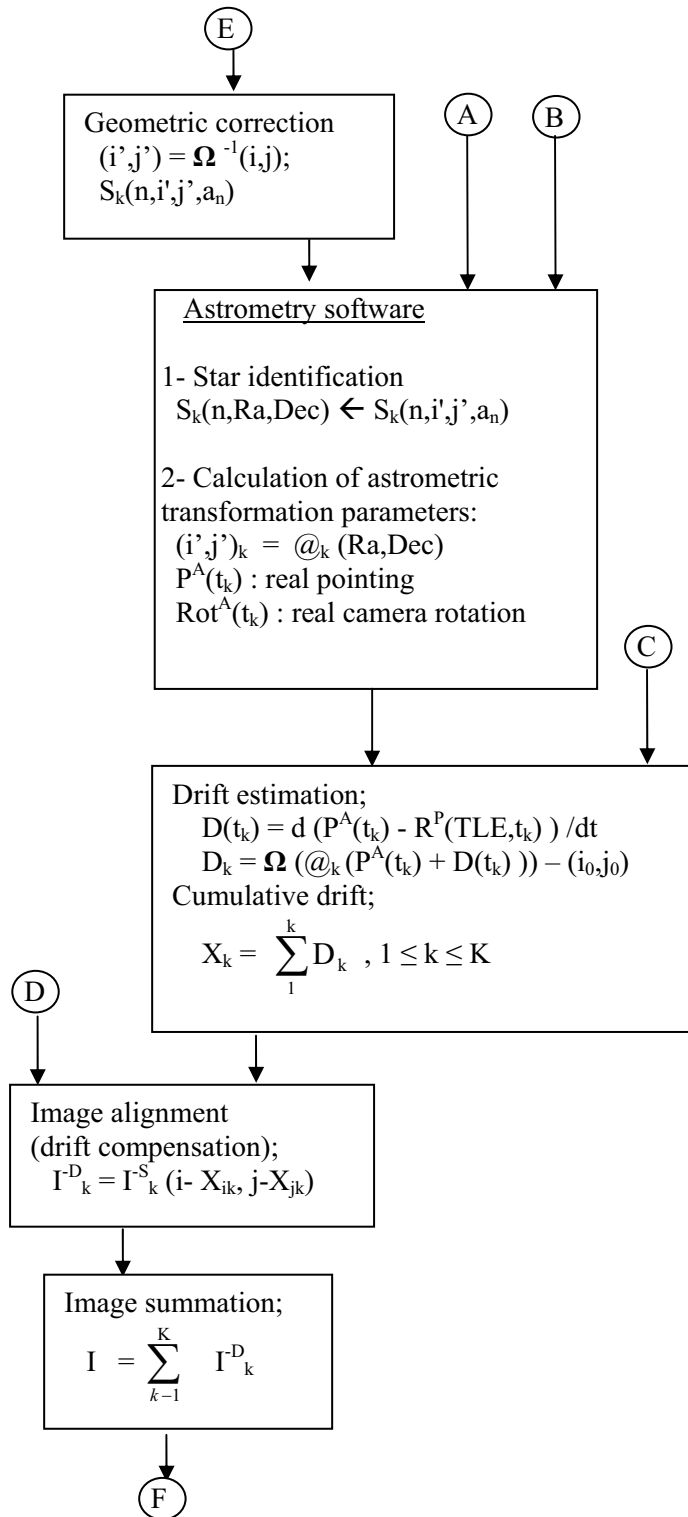 E
Geometric correction
(i’,j’) = Ω ⁻¹(i,j);
Sₖ(n,i',j’,aₙ)
A
B
Astrometry software
1- Star identification
Sₖ(n,Ra,Dec) ← Sₖ(n,i',j’,aₙ)
2- Calculation of astrometric
transformation parameters:
(i’,j’)ₖ = @ₖ (Ra,Dec)
Pᴬ(tₖ) : real pointing
Rotᴬ(tₖ) : real camera rotation
C
Drift estimation;
D(tₖ) = d (Pᴬ(tₖ) - Rᴾ(TLE,tₖ) ) /dt
Dₖ = Ω (@ₖ (Pᴬ(tₖ) + D(tₖ) )) – (i₀,j₀)
Cumulative drift;
Xₖ = ∑₁ᵏ Dₖ , 1 ≤ k ≤ K
D
Image alignment
(drift compensation);
I⁻ᴰₖ = I⁻ˢₖ (i- Xᵢₖ, j-Xⱼₖ)
Image summation;
I = ∑ₖ₋₁ᴷ I⁻ᴰₖ
F